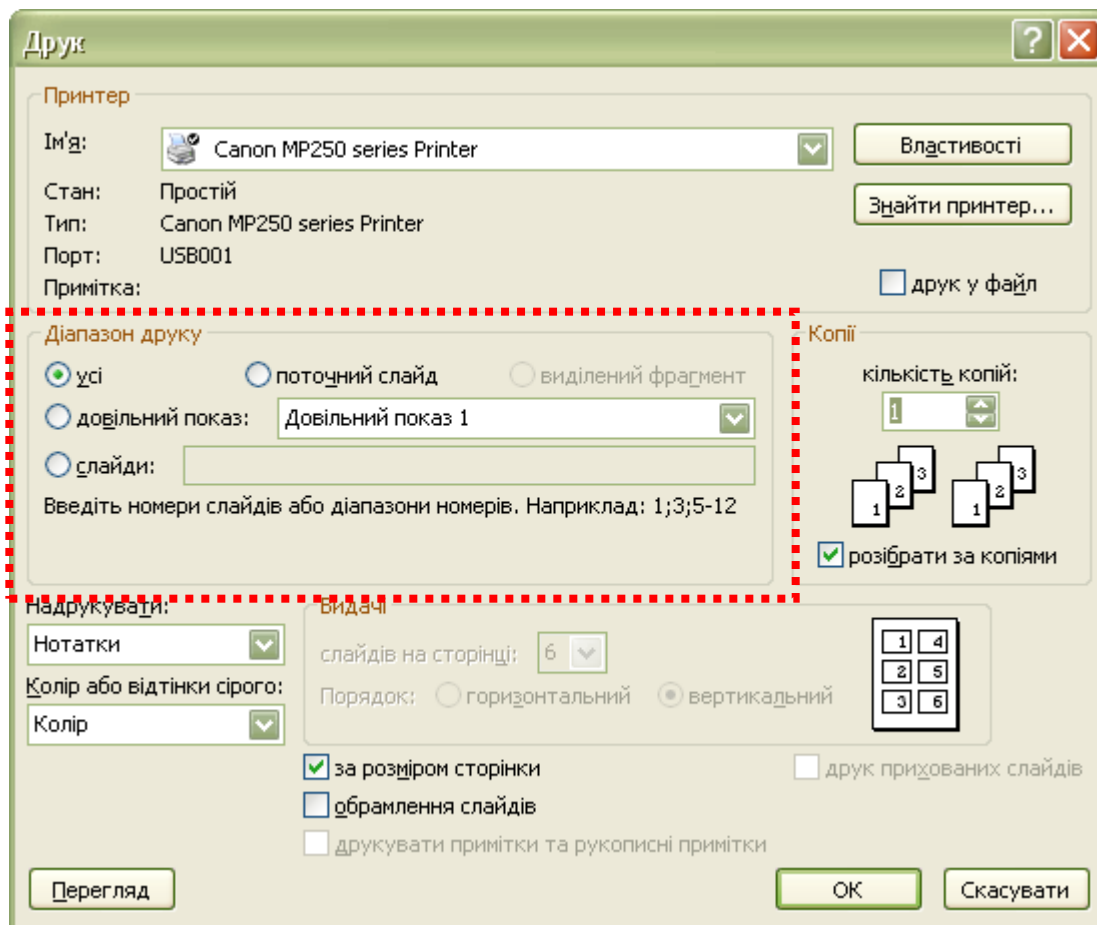 Друк
Принтер
Ім'я: Canon MP250 series Printer Властивості
Стан: Простій
Знайти принтер...
Тип: Canon MP250 series Printer
Порт: USB001
Примітка: друк у файл
Діапазон друку
усі поточний слайд виділений фрагмент
довільний показ: Довільний показ 1
слайди:
Введіть номери слайдів або діапазони номерів. Наприклад: 1;3;5-12
Копії
кількість копій:
1
1 2 3 1 2 3
розібрати за копіями
Надрукувати:
Нотатки
Колір або відтінки сірого:
Колір
Видачі
слайдів на сторінці: 6
Порядок: горизонтальний вертикальний
1 4
2 5
3 6
за розміром сторінки друк прихованих слайдів
обрамлення слайдів
друкувати примітки та рукописні примітки
Перегляд ОК Скасувати